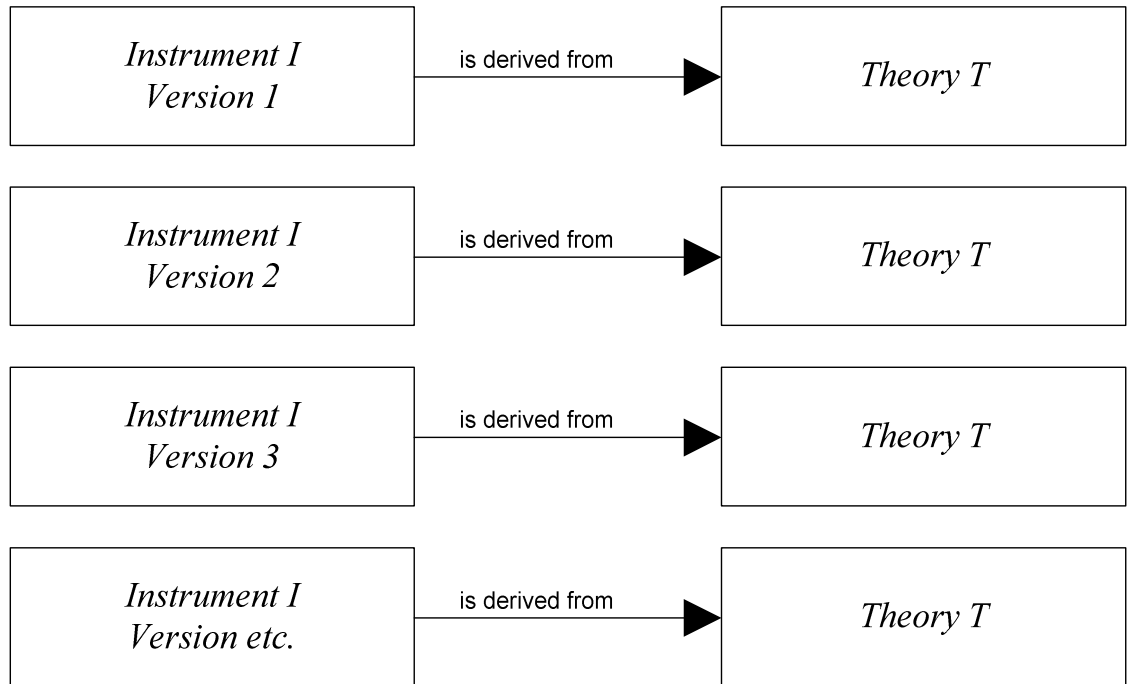 Instrument I
Version 1
is derived from
Theory T
Instrument I
Version 2
is derived from
Theory T
Instrument I
Version 3
is derived from
Theory T
Instrument I
Version etc.
is derived from
Theory T